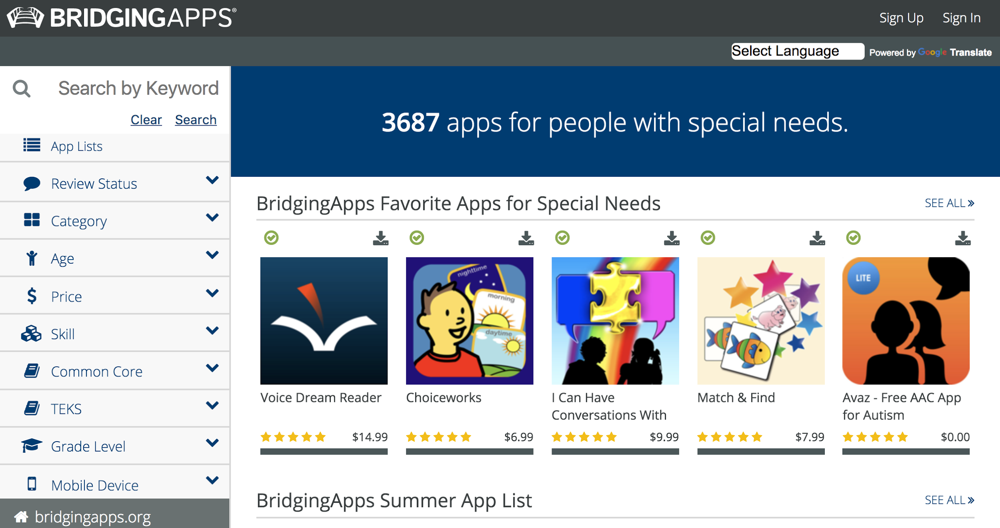 BRIDGINGAPPS®
Sign Up
Sign In
Select Language
Powered by Google Translate
Search by Keyword
Clear
Search
App Lists
Review Status
Category
Age
Price
Skill
Common Core
TEKS
Grade Level
Mobile Device
bridgingapps.org
3687 apps for people with special needs.
BridgingApps Favorite Apps for Special Needs
SEE ALL »
Voice Dream Reader
$14.99
nighttime
morning
daytime
Choiceworks
$6.99
I Can Have
Conversations With
$9.99
Match & Find
$7.99
LITE
Avaz - Free AAC App
for Autism
$0.00
BridgingApps Summer App List
SEE ALL »